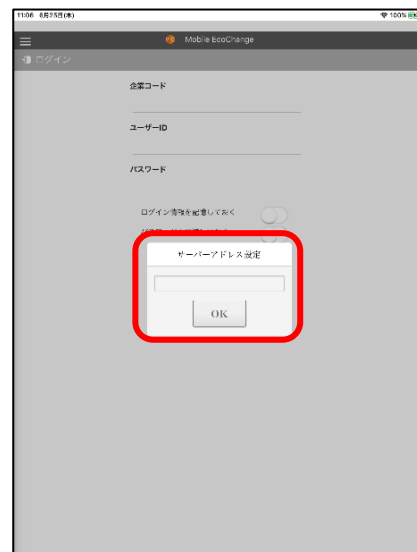 11:06 8月25日(木)
100%
Mobile EcoChange
ログイン
企業コード
ユーザーID
パスワード
ログイン情報を記憶しておく
サーバーアドレス設定
OK